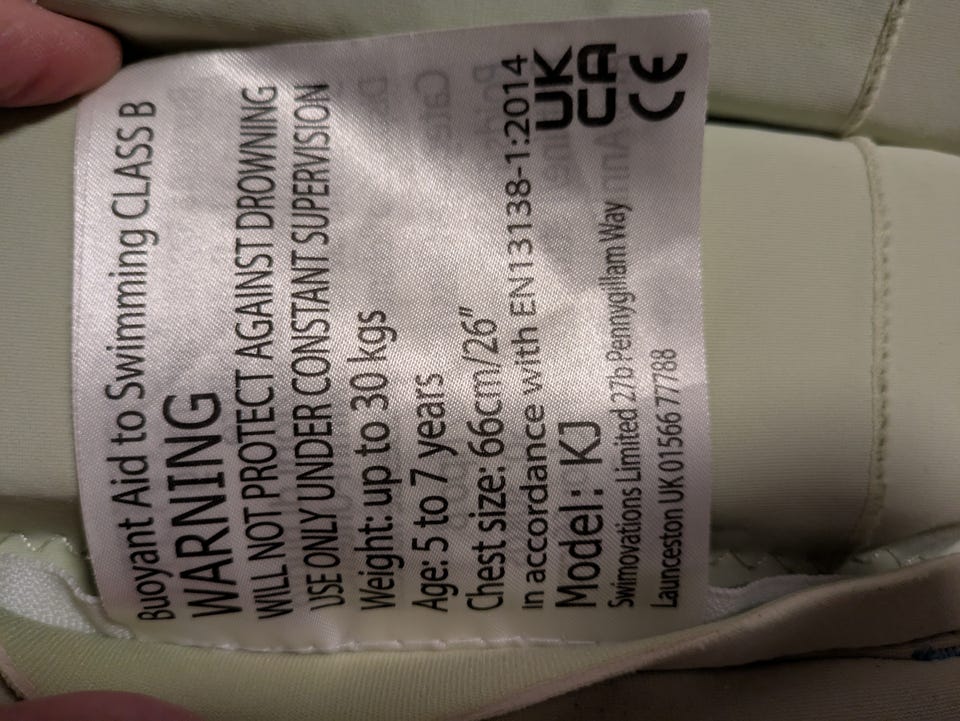 Buoyant Aid to Swimming CLASS B
WARNING
WILL NOT PROTECT AGAINST DROWNING
USE ONLY UNDER CONSTANT SUPERVISION
Weight: up to 30 kgs
Age: 5 to 7 years
Chest size: 66cm/26”
In accordance with EN13138-1:2014
Model: KJ
UK
CA
CE
Swimovations Limited 27b Pennygillam Way
Launceston UK 01566 77788